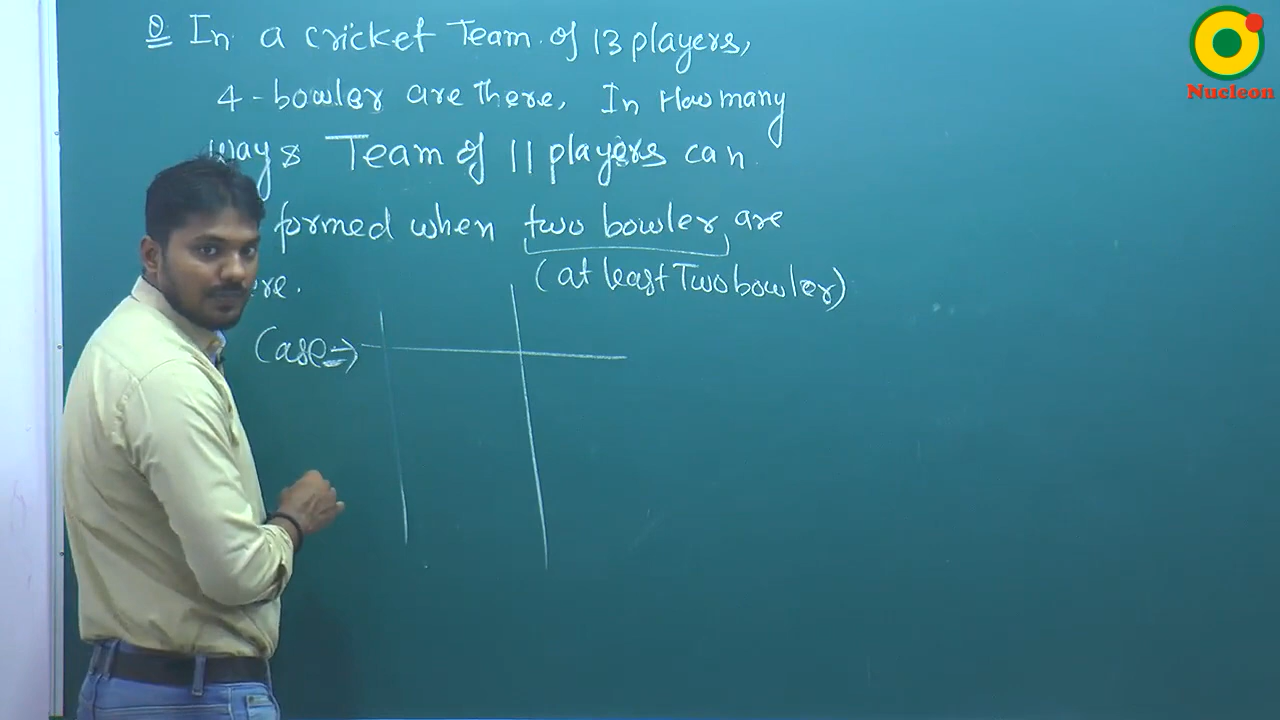 Q In a cricket Team of 13 players,
4-bowler are there, In How many
ways Team of 11 players can
formed when two bowler are
(at least Two bowler)
Case →
Nucleon